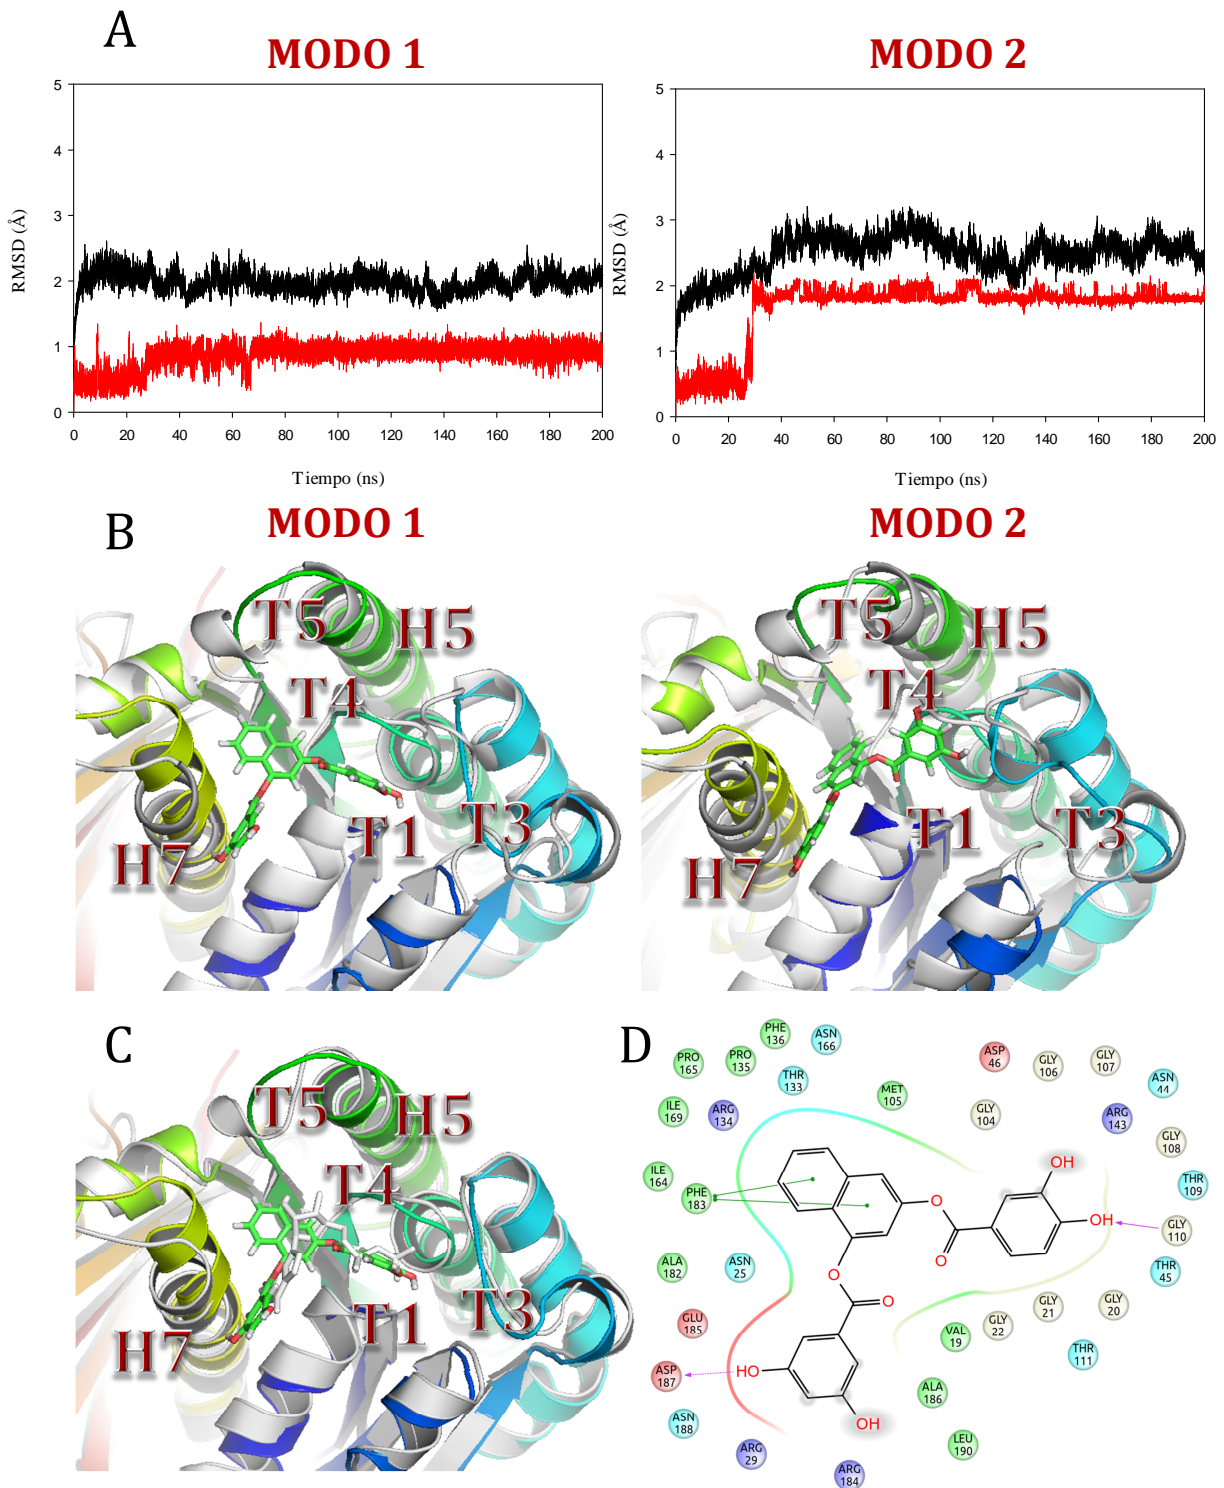 A
MODO 1
MODO 2
5
4
3
2
1
0
RMSD (Å)
0 20 40 60 80 100 120 140 160 180 200
Tiempo (ns)
5
4
3
2
1
0
RMSD (Å)
0 20 40 60 80 100 120 140 160 180 200
Tiempo (ns)
B
MODO 1
MODO 2
T5
H5
T4
T1
T3
H7
T5
H5
T4
T1
T3
H7
C
T5
H5
T4
T1
T3
H7
D
PHE
136
ASN
166
PRO
165
PRO
135
THR
133
ASP
46
GLY
106
GLY
107
ASN
44
ILE
169
ARG
134
MET
105
GLY
104
ARG
143
GLY
108
ILE
164
PHE
183
THR
109
OH
O
OH
GLY
110
ALA
182
ASN
25
O
THR
45
O
O
GLU
185
VAL
19
GLY
22
GLY
21
GLY
20
THR
111
ASP
187
HO
ALA
186
ASN
188
OH
ARG
29
ARG
184
LEU
190